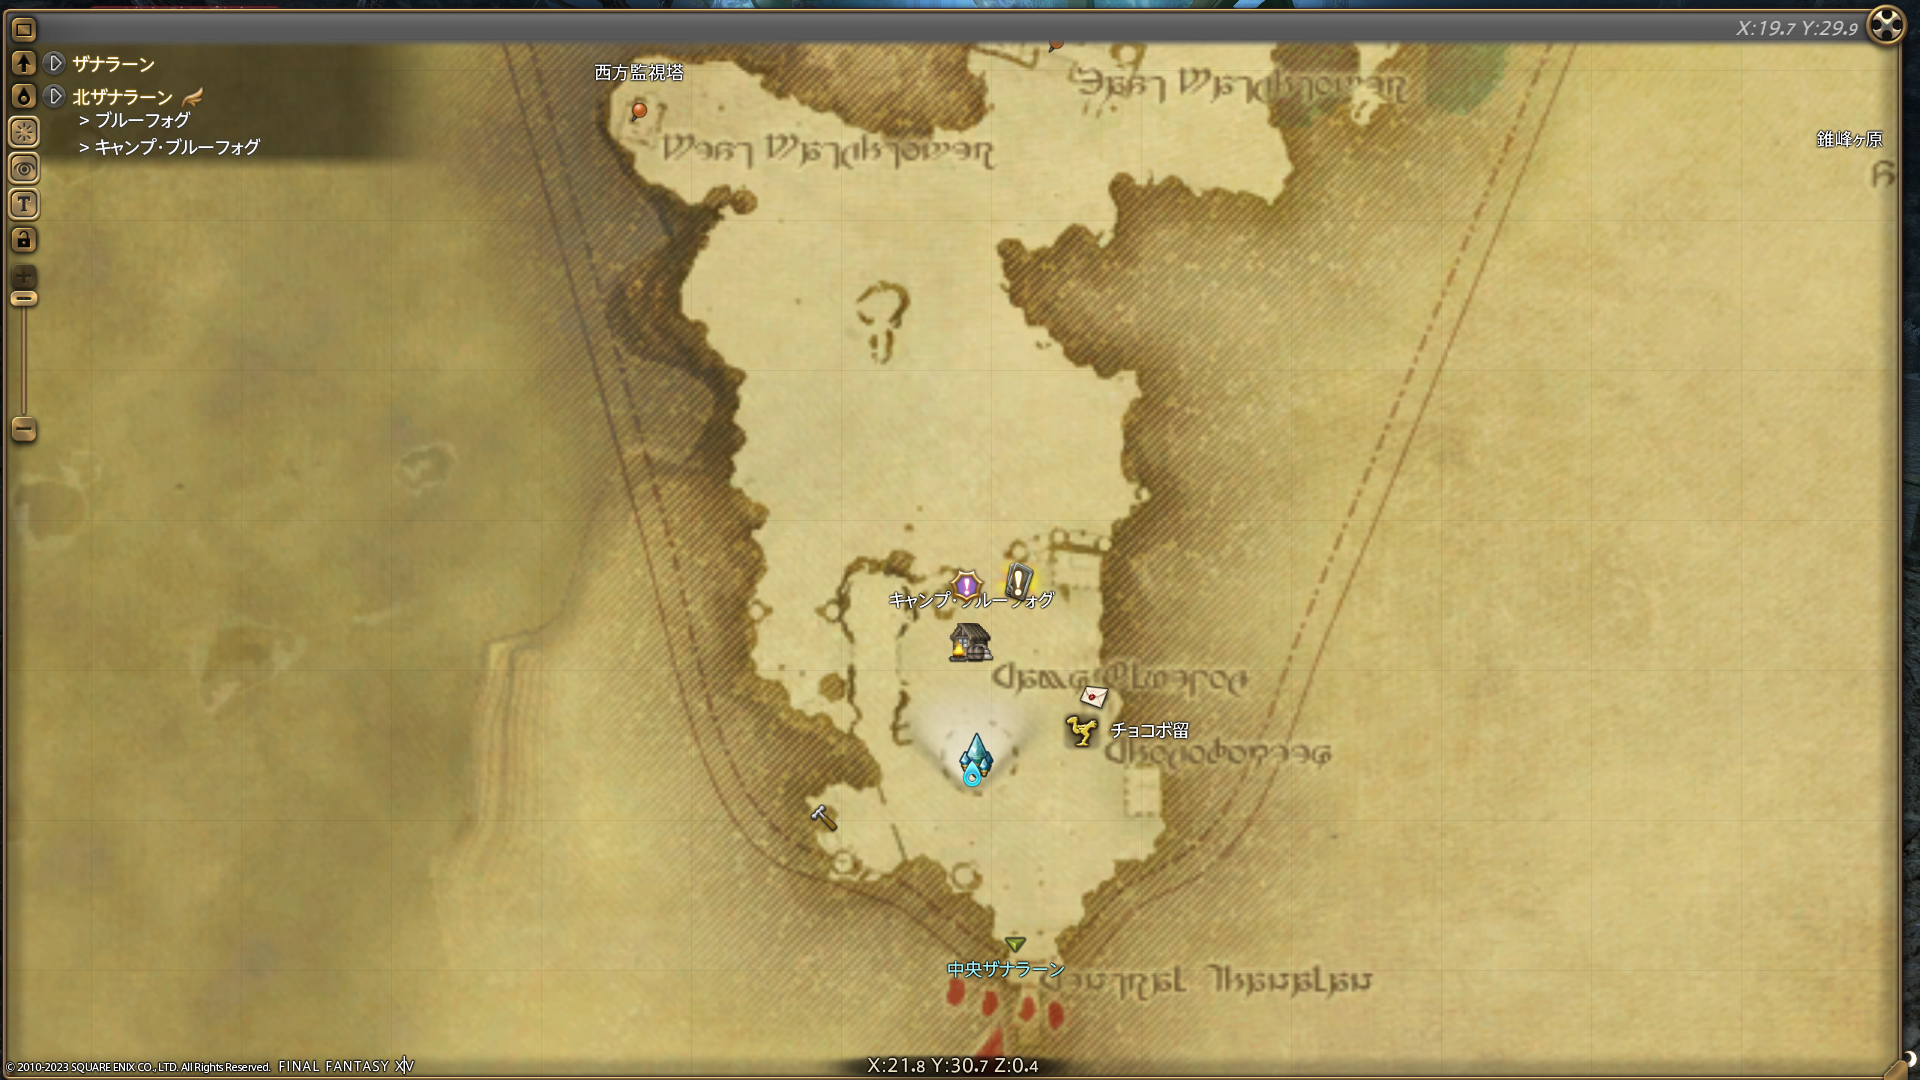 X:19.7 Y:29.9
ザナラーン
北ザナラーン
> ブルーフォグ
> キャンプ・ブルーフォグ
西方監視塔
錐峰ヶ原
キャンプ・ブルーフォグ
チョコボ留
中央ザナラーン
X:21.8 Y:30.7 Z:0.4
© 2010-2023 SQUARE ENIX CO., LTD. All Rights Reserved. FINAL FANTASY XIV